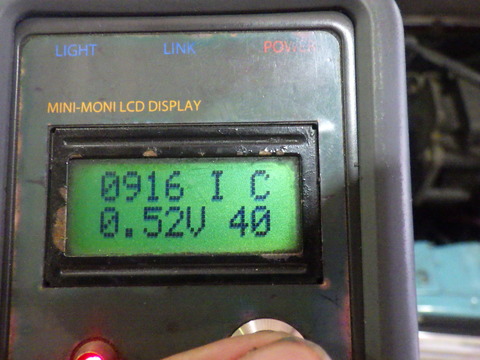 LIGHT LINK POWER
MINI-MONI LCD DISPLAY
0916 I C
0.52V 40